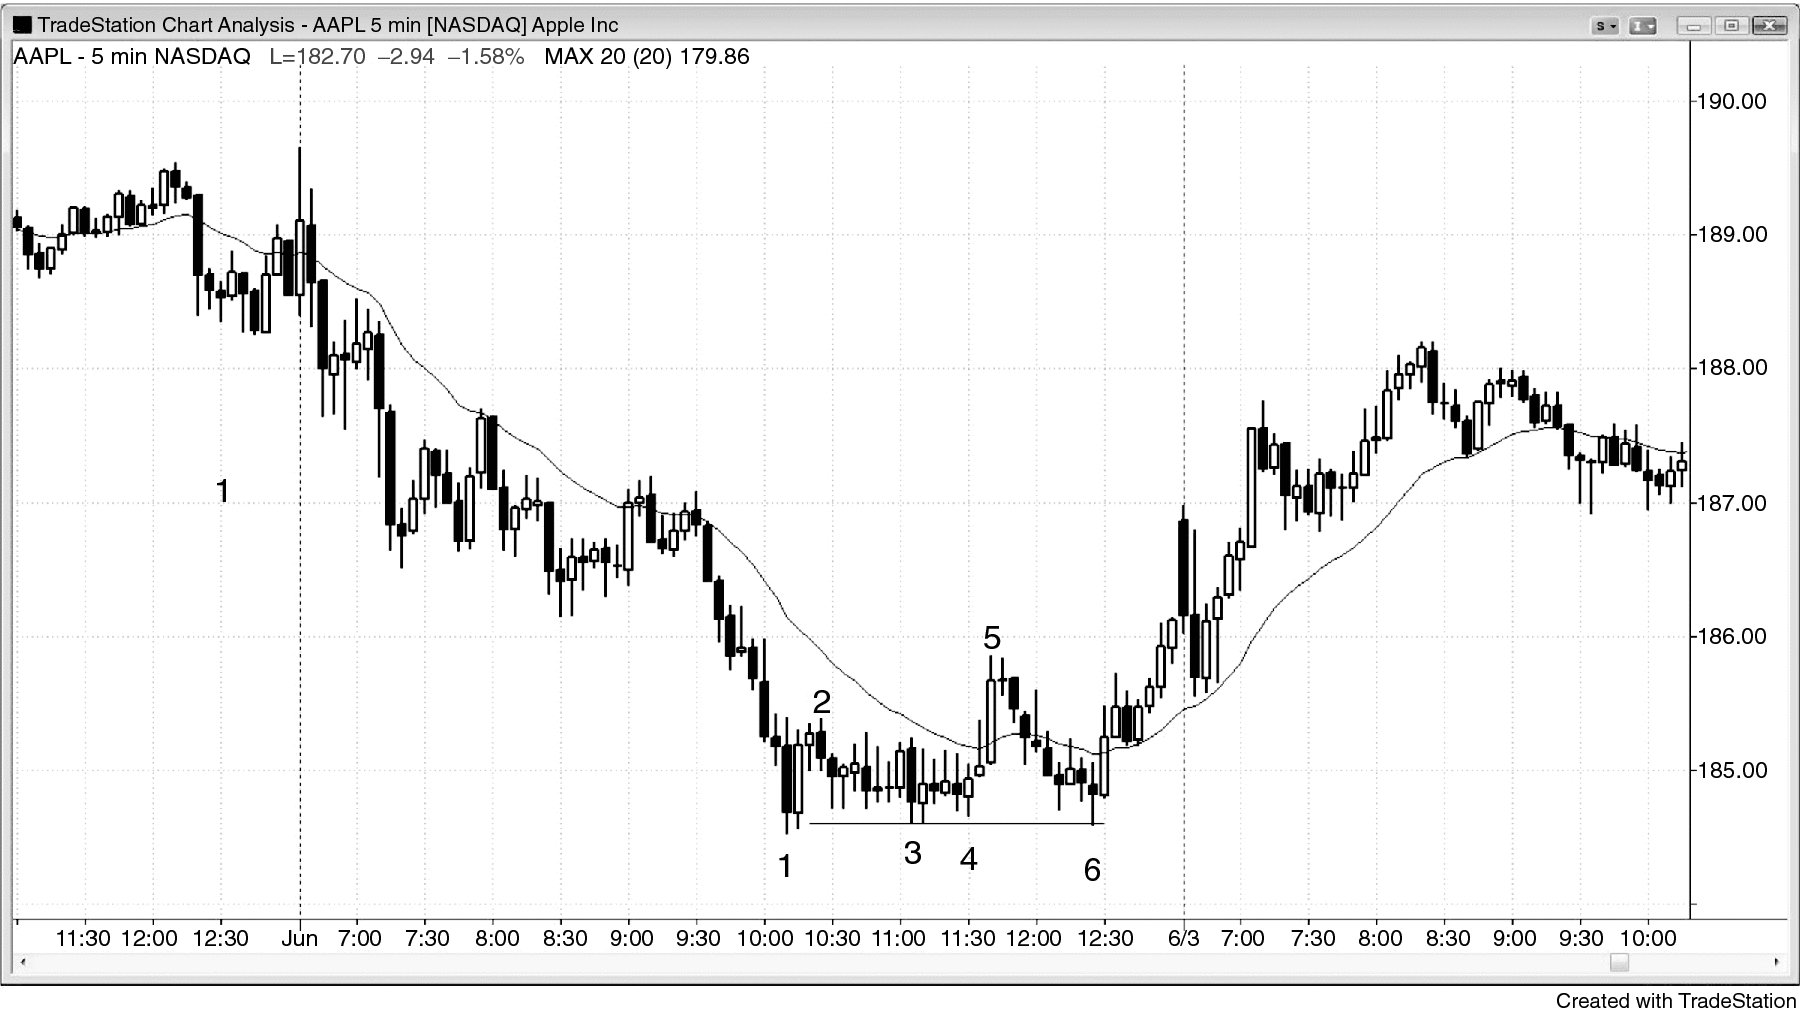 TradeStation Chart Analysis - AAPL 5 min [NASDAQ] Apple Inc
S
I
AAPL - 5 min NASDAQ L=182.70 –2.94 –1.58% MAX 20 (20) 179.86
190.00
189.00
188.00
187.00
186.00
185.00
1
2
5
1
3
4
6
11:30 12:00 12:30 Jun 7:00 7:30 8:00 8:30 9:00 9:30 10:00 10:30 11:00 11:30 12:00 12:30 6/3 7:00 7:30 8:00 8:30 9:00 9:30 10:00
Created with TradeStation